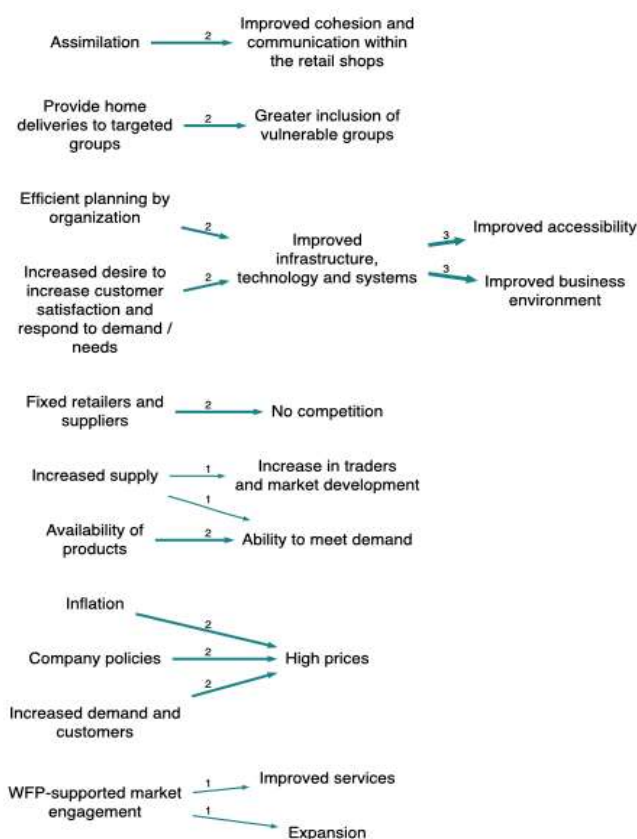 Assimilation
2
Improved cohesion and
communication within
the retail shops
Provide home
deliveries to targeted
groups
2
Greater inclusion of
vulnerable groups
Efficient planning by
organization
2
Increased desire to
increase customer
satisfaction and
respond to demand /
needs
2
Improved
infrastructure,
technology and systems
3
Improved accessibility
3
Improved business
environment
Fixed retailers and
suppliers
2
No competition
Increased supply
1
Increase in traders
and market development
1
Availability of
products
2
Ability to meet demand
Inflation
2
Company policies
2
High prices
Increased demand and
customers
2
WFP-supported market
engagement
1
Improved services
1
Expansion